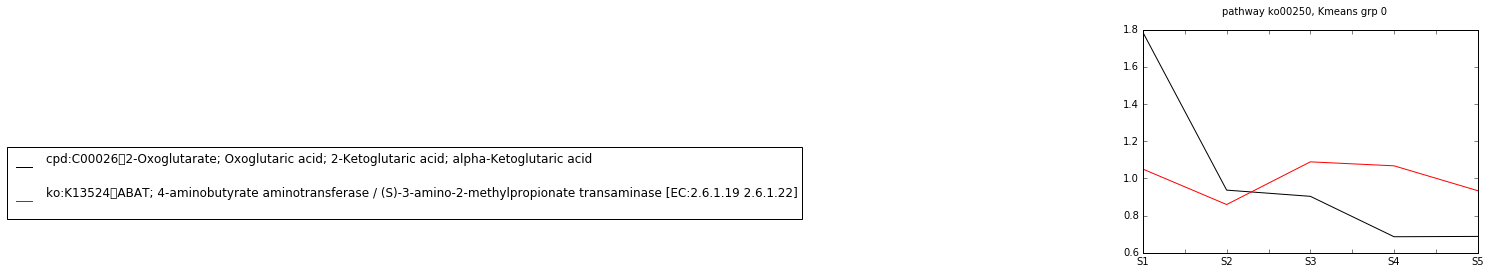 pathway ko00250, Kmeans grp 0
1.8
1.6
1.4
1.2
1.0
0.8
0.6
S1 S2 S3 S4 S5
cpd:C00026▯2-Oxoglutarate; Oxoglutaric acid; 2-Ketoglutaric acid; alpha-Ketoglutaric acid
ko:K13524▯ABAT; 4-aminobutyrate aminotransferase / (S)-3-amino-2-methylpropionate transaminase [EC:2.6.1.19 2.6.1.22]